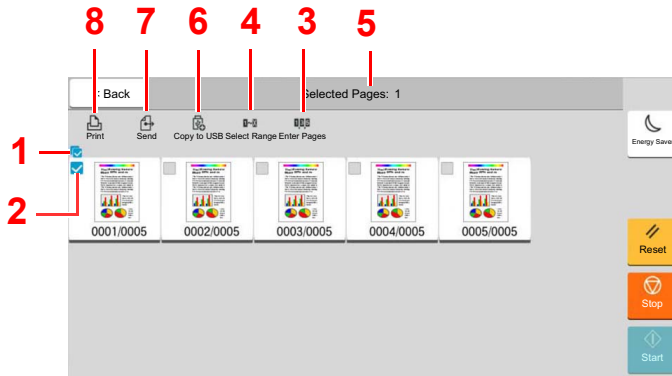 8 7 6 4 3 5
< Back
Selected Pages: 1
Print Send Copy to USB Select Range Enter Pages
Energy Save
1
2
0001/0005 0002/0005 0003/0005 0004/0005 0005/0005
Reset
Stop
Start